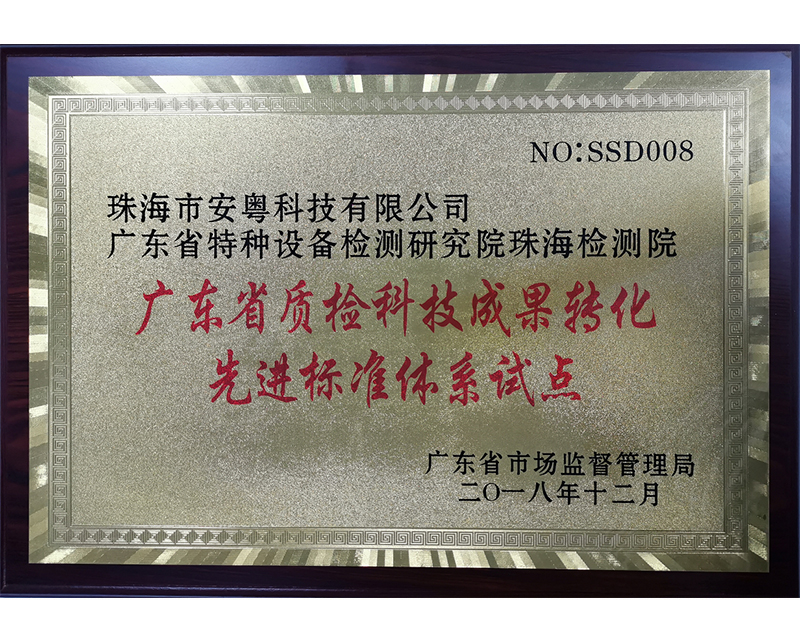 NO:SSD008
珠海市安粤科技有限公司
广东省特种设备检测研究院珠海检测院
广东省质检科技成果转化
先进标准体系试点
广东省市场监督管理局
二〇一八年十二月